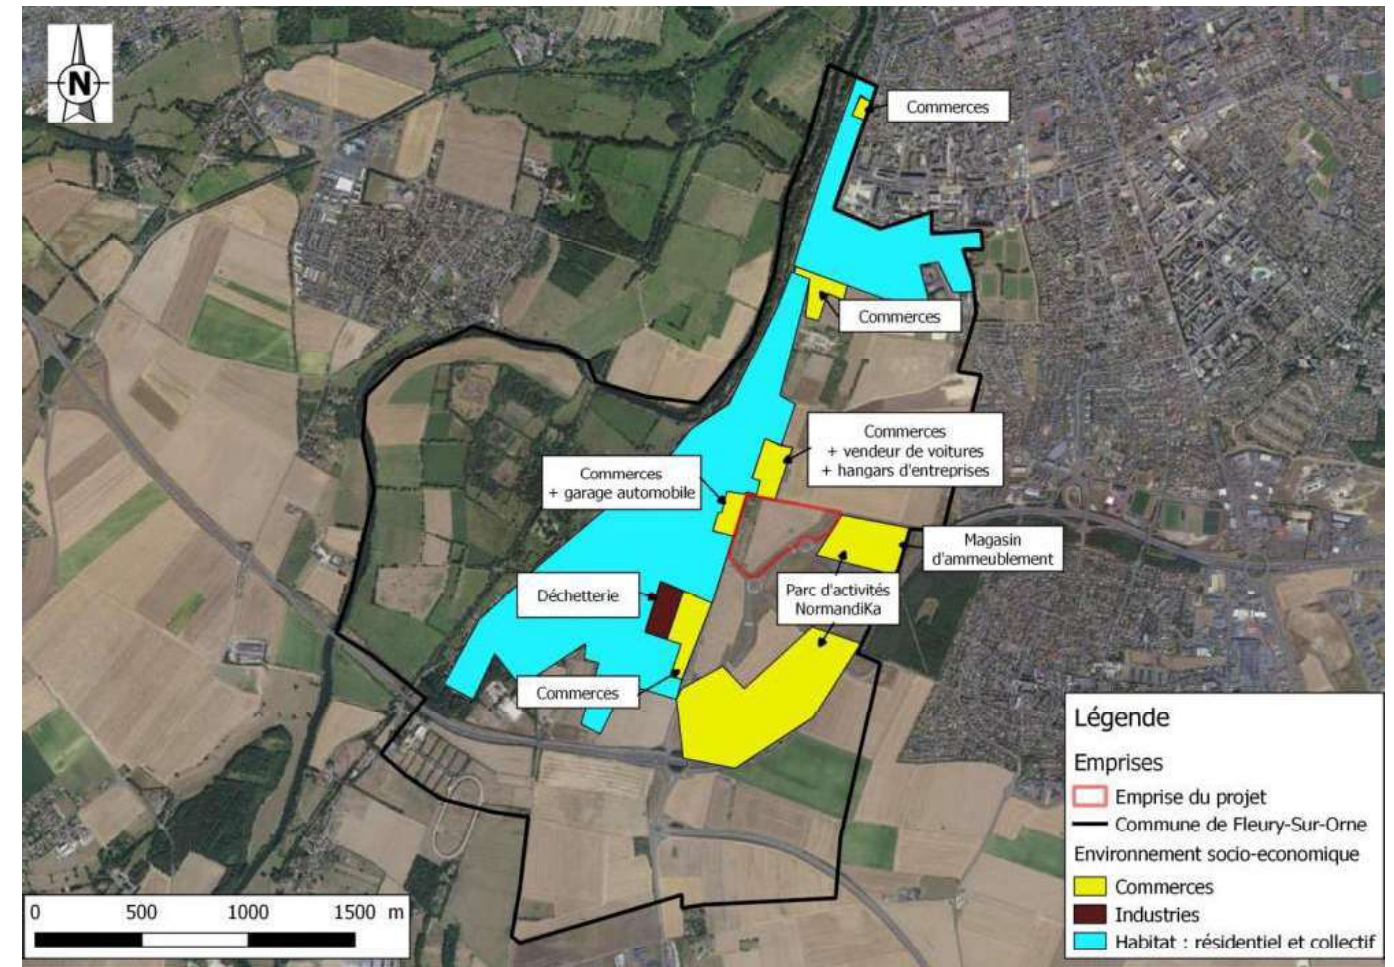 N
Commerces
Commerces
Commerces
+ vendeur de voitures
+ hangars d'entreprises
Commerces
+ garage automobile
Magasin
d'ammeublement
Déchetterie
Parc d'activités
NormandiKa
Commerces
Légende
Emprises
Emprise du projet
Commune de Fleury-Sur-Orne
Environnement socio-economique
Commerces
Industries
Habitat : résidentiel et collectif
0 500 1000 1500 m